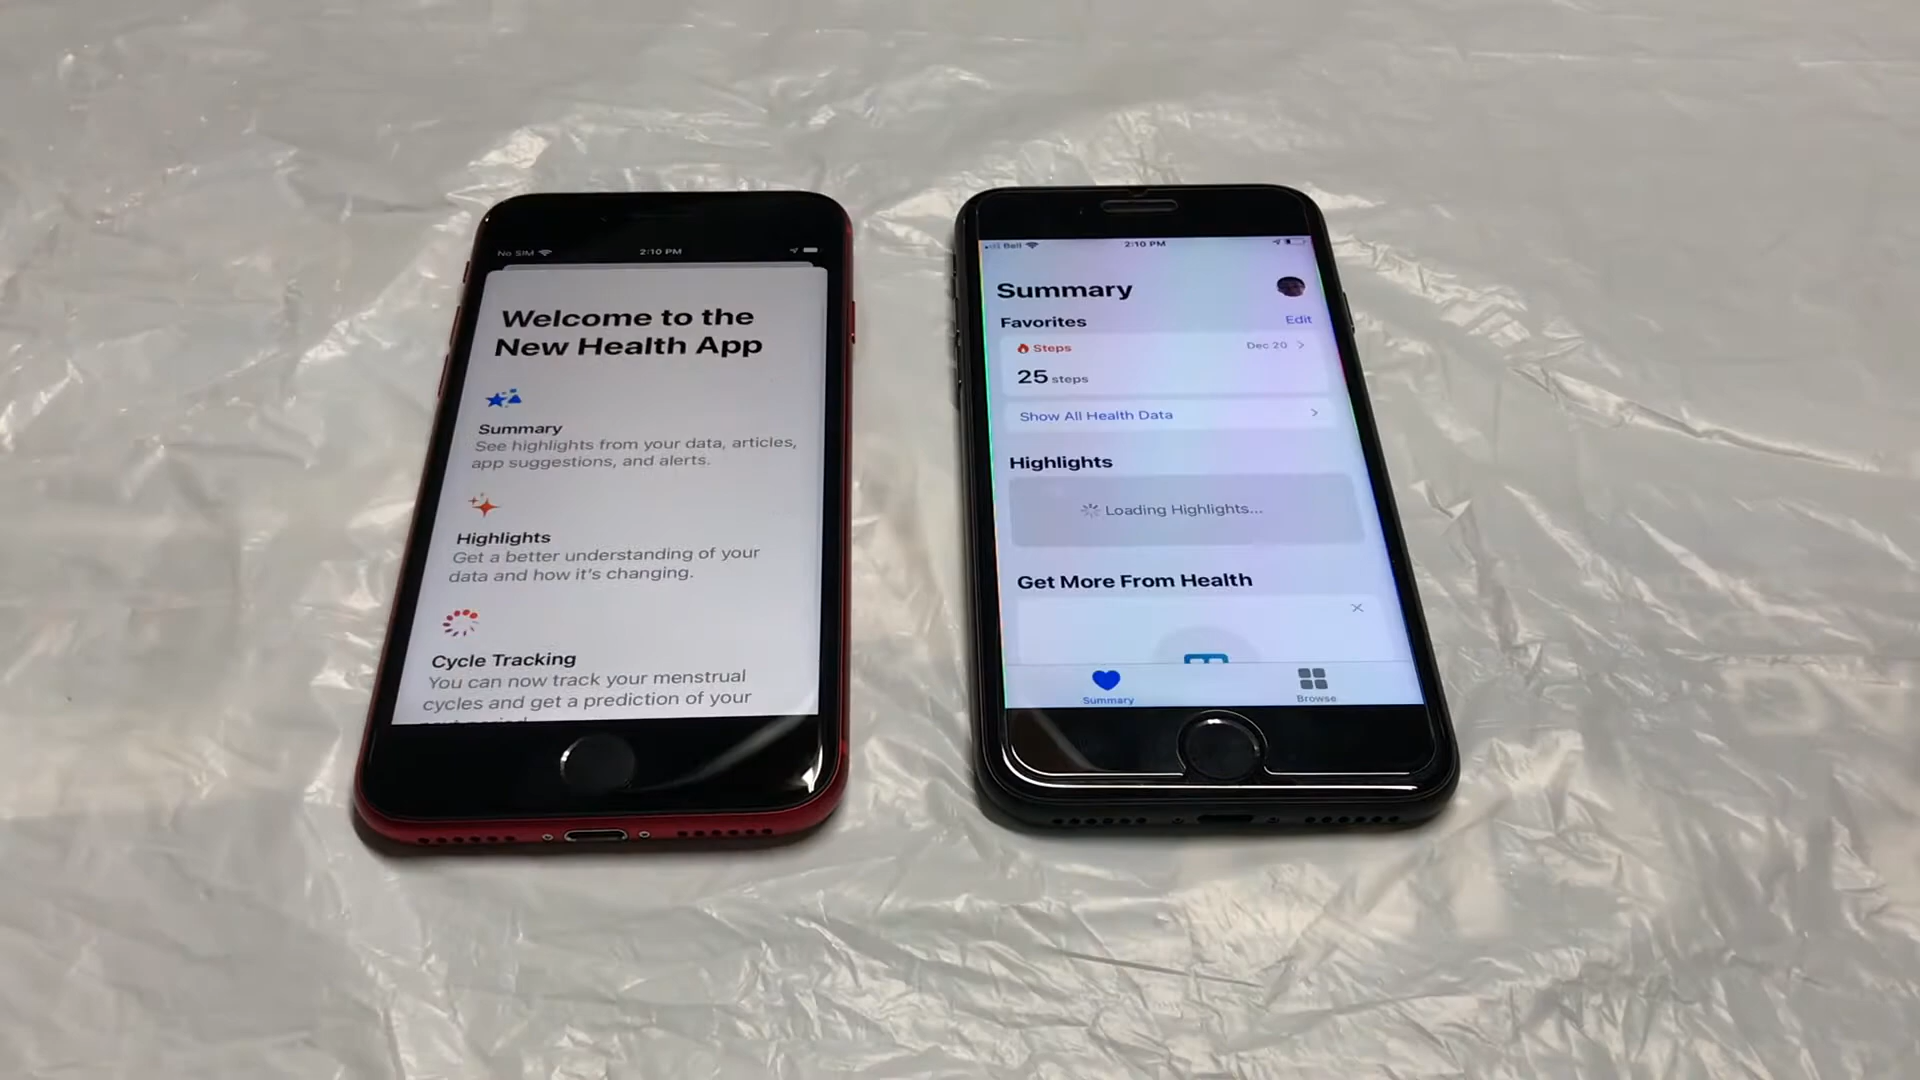 No SIM
2:10 PM
Welcome to the
New Health App
Summary
See highlights from your data, articles,
app suggestions, and alerts.
Highlights
Get a better understanding of your
data and how it's changing.
Cycle Tracking
You can now track your menstrual
cycles and get a prediction of your
Bell
2:10 PM
Summary
Favorites
Edit
Steps
Dec 20
25 steps
Show All Health Data
Highlights
Loading Highlights...
Get More From Health
Summary
Browse